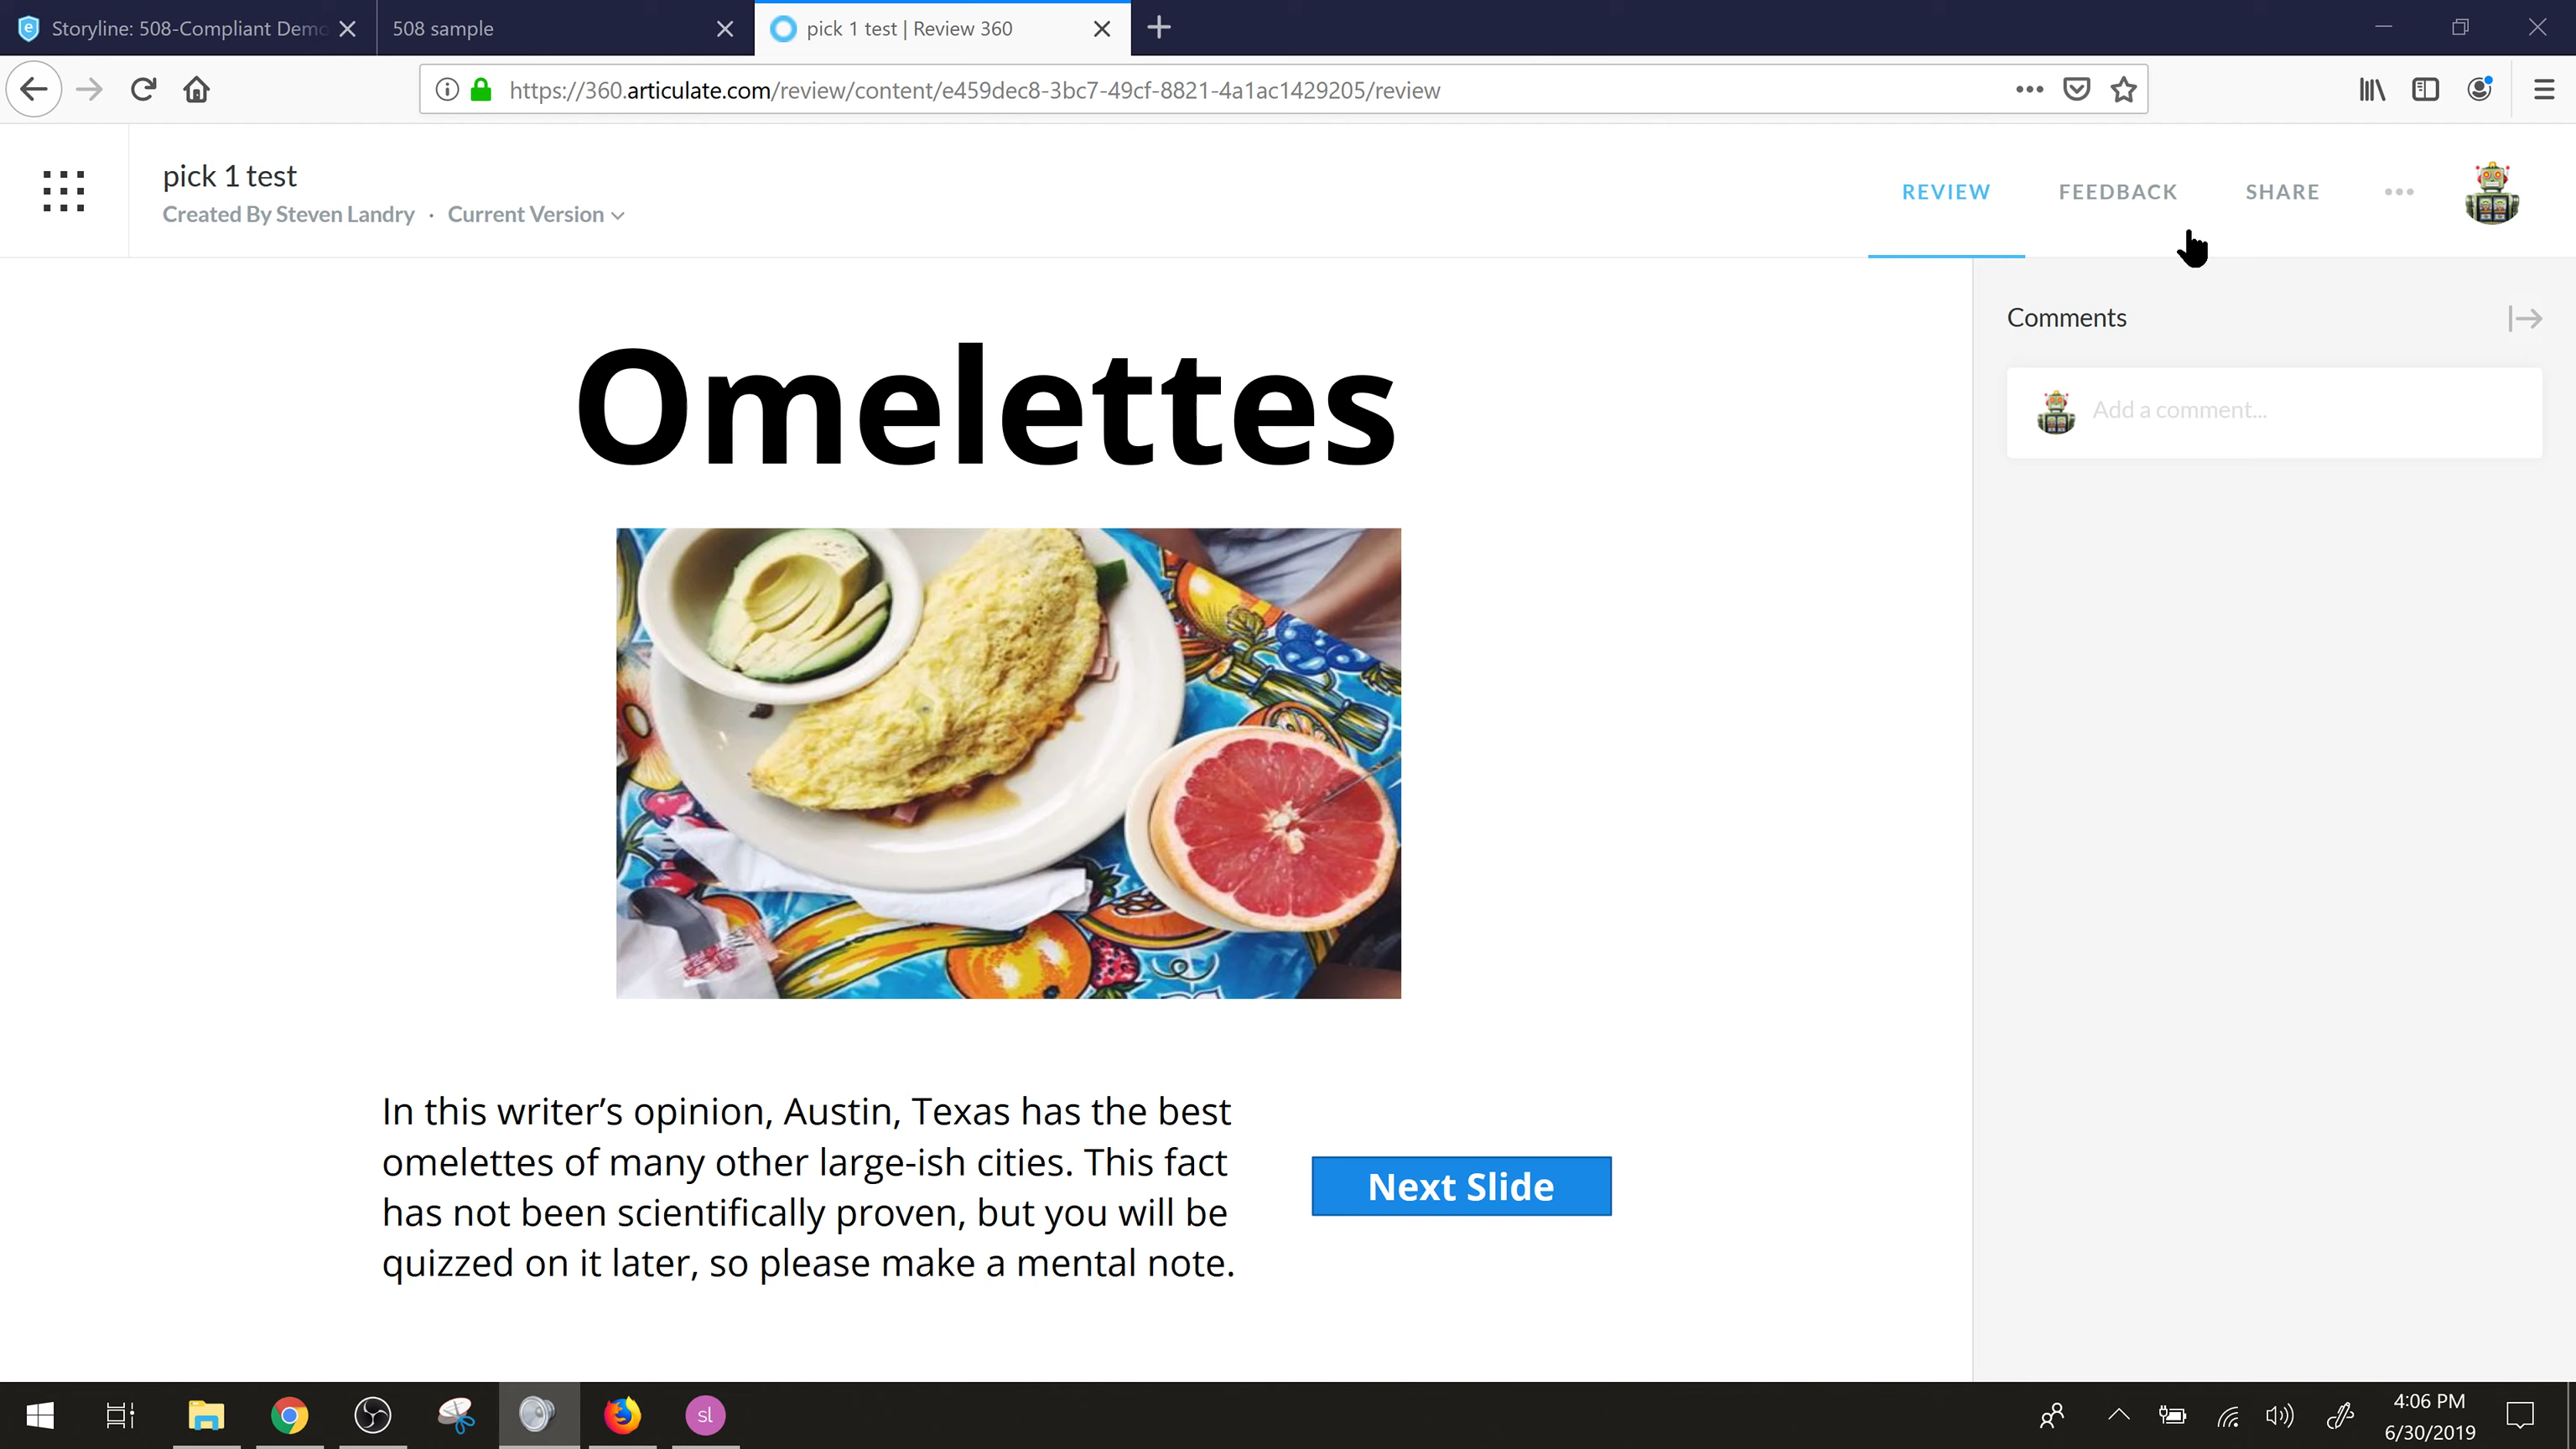 Storyline: 508-Compliant Demo
508 sample
pick 1 test | Review 360
https://360.articulate.com/review/content/e459dec8-3bc7-49cf-8821-4a1ac1429205/review
pick 1 test
Created By Steven Landry · Current Version
REVIEW
FEEDBACK
SHARE
Comments
Add a comment...
Omelettes
In this writer’s opinion, Austin, Texas has the best
omelettes of many other large-ish cities. This fact
has not been scientifically proven, but you will be
quizzed on it later, so please make a mental note.
Next Slide
sl
4:06 PM
6/30/2019